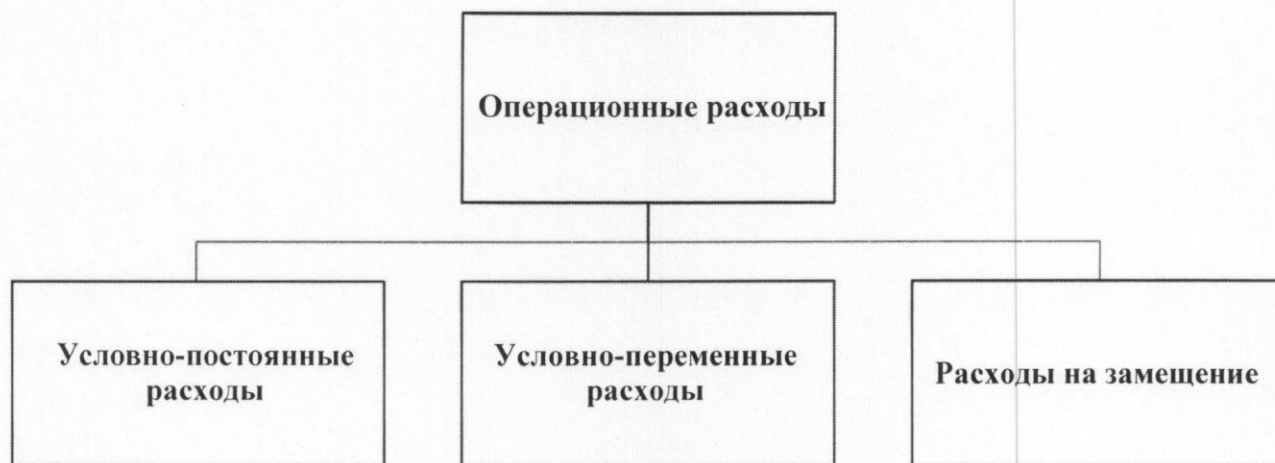 Операционные расходы
Условно-постоянные
расходы
Условно-переменные
расходы
Расходы на замещение